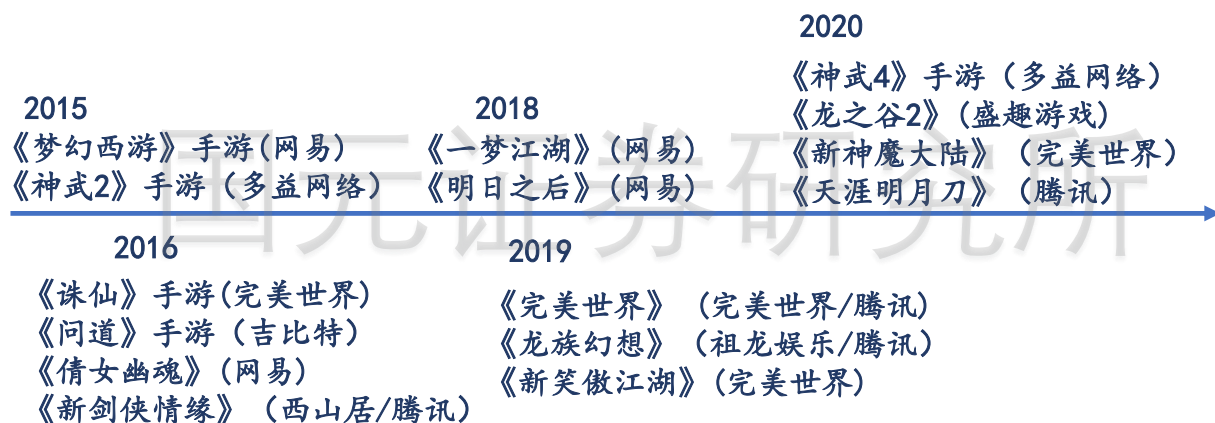 2020
《神武4》手游（多益网络）
《龙之谷2》(盛趣游戏)
《新神魔大陆》（完美世界）
《天涯明月刀》（腾讯）
2015
《梦幻西游》手游(网易)
《神武2》手游（多益网络）
2018
《一梦江湖》(网易)
《明日之后》(网易)
国元证券研究所
2016
《诛仙》手游(完美世界)
《问道》手游（吉比特）
《倩女幽魂》(网易)
《新剑侠情缘》（西山居/腾讯）
2019
《完美世界》（完美世界/腾讯)
《龙族幻想》（祖龙娱乐/腾讯）
《新笑傲江湖》(完美世界)